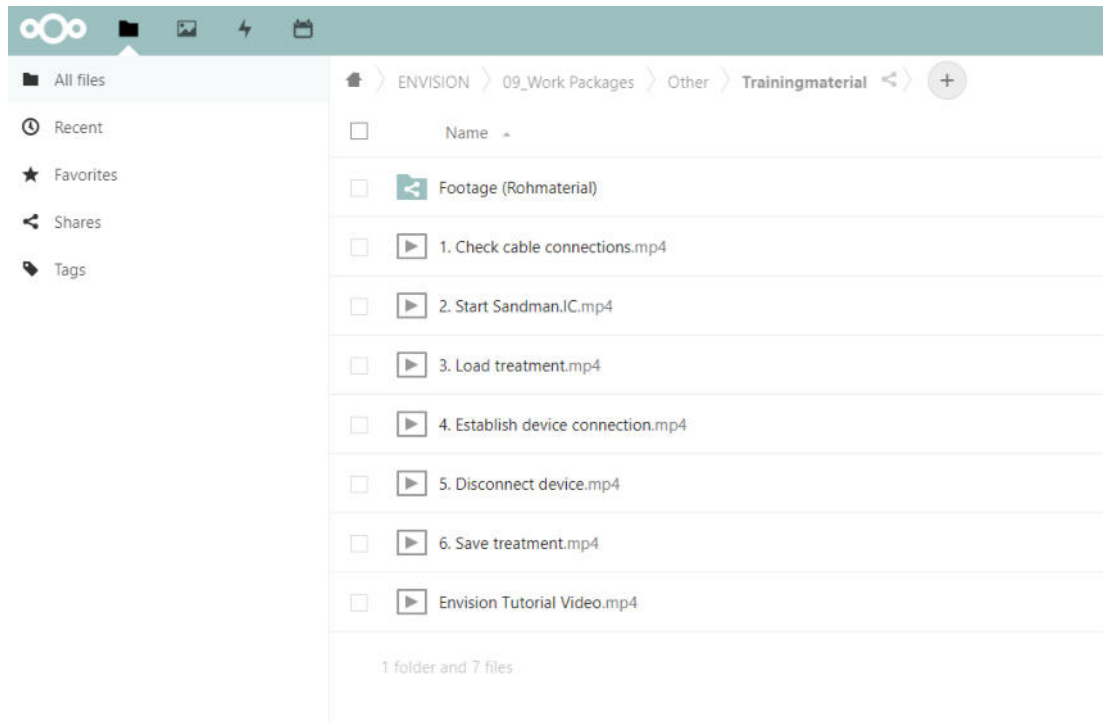 All files
Recent
Favorites
Shares
Tags
ENVISION 09_Work Packages Other Trainingmaterial +
Name
Footage (Rohmaterial)
1. Check cable connections.mp4
2. Start Sandman.IC.mp4
3. Load treatment.mp4
4. Establish device connection.mp4
5. Disconnect device.mp4
6. Save treatment.mp4
Envision Tutorial Video.mp4
1 folder and 7 files